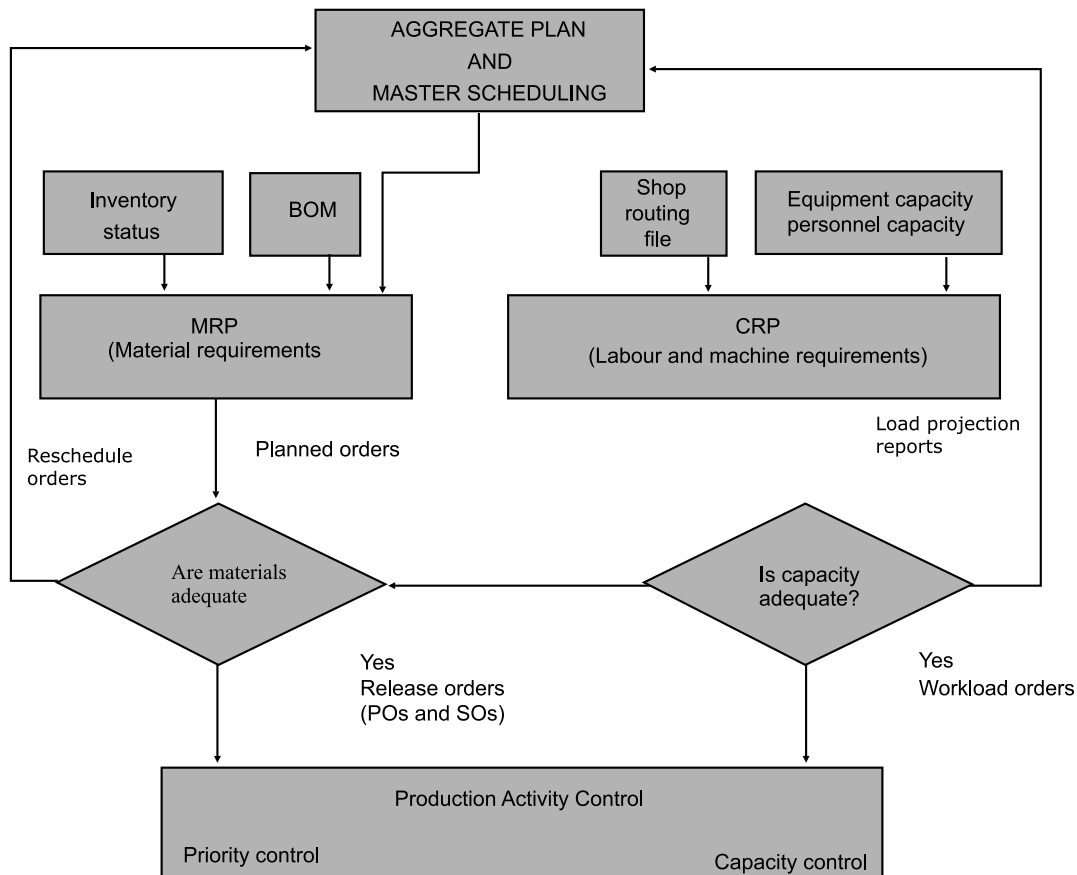 AGGREGATE PLAN
AND
MASTER SCHEDULING
Inventory
status
BOM
Shop
routing
file
Equipment capacity
personnel capacity
MRP
(Material requirements
CRP
(Labour and machine requirements)
Reschedule
orders
Planned orders
Load projection
reports
Are materials
adequate
Is capacity
adequate?
Yes
Release orders
(POs and SOs)
Yes
Workload orders
Production Activity Control
Priority control
Capacity control